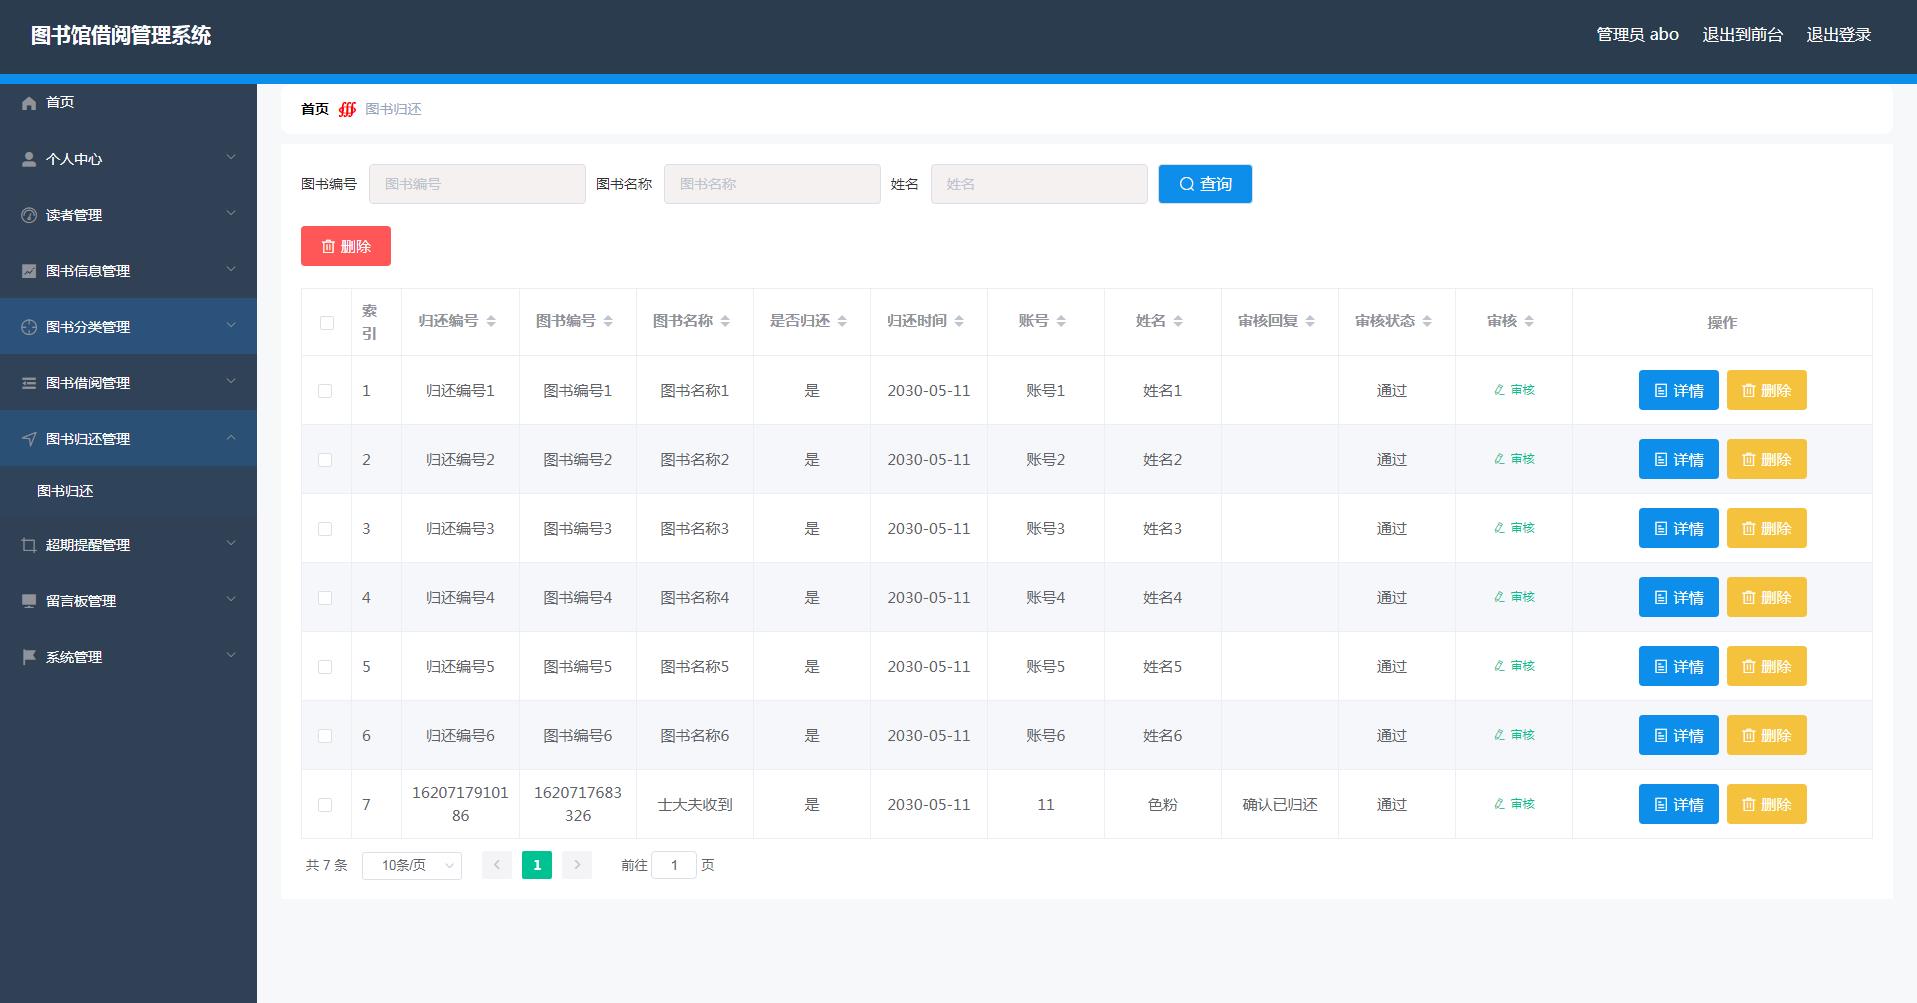 图书馆借阅管理系统
管理员 abo 退出到前台 退出登录
首页
个人中心
读者管理
图书信息管理
图书分类管理
图书借阅管理
图书归还管理
图书归还
超期提醒管理
留言板管理
系统管理
首页 图书归还
图书编号 图书编号 图书名称 图书名称 姓名 姓名 查询
删除
索引 归还编号 图书编号 图书名称 是否归还 归还时间 账号 姓名 审核回复 审核状态 审核 操作
1 归还编号1 图书编号1 图书名称1 是 2030-05-11 账号1 姓名1 通过 审核 详情 删除
2 归还编号2 图书编号2 图书名称2 是 2030-05-11 账号2 姓名2 通过 审核 详情 删除
3 归还编号3 图书编号3 图书名称3 是 2030-05-11 账号3 姓名3 通过 审核 详情 删除
4 归还编号4 图书编号4 图书名称4 是 2030-05-11 账号4 姓名4 通过 审核 详情 删除
5 归还编号5 图书编号5 图书名称5 是 2030-05-11 账号5 姓名5 通过 审核 详情 删除
6 归还编号6 图书编号6 图书名称6 是 2030-05-11 账号6 姓名6 通过 审核 详情 删除
7 1620717910186 1620717683326 士大夫收到 是 2030-05-11 11 色粉 确认已归还 通过 审核 详情 删除
共 7 条 10条/页 1 前往 1 页